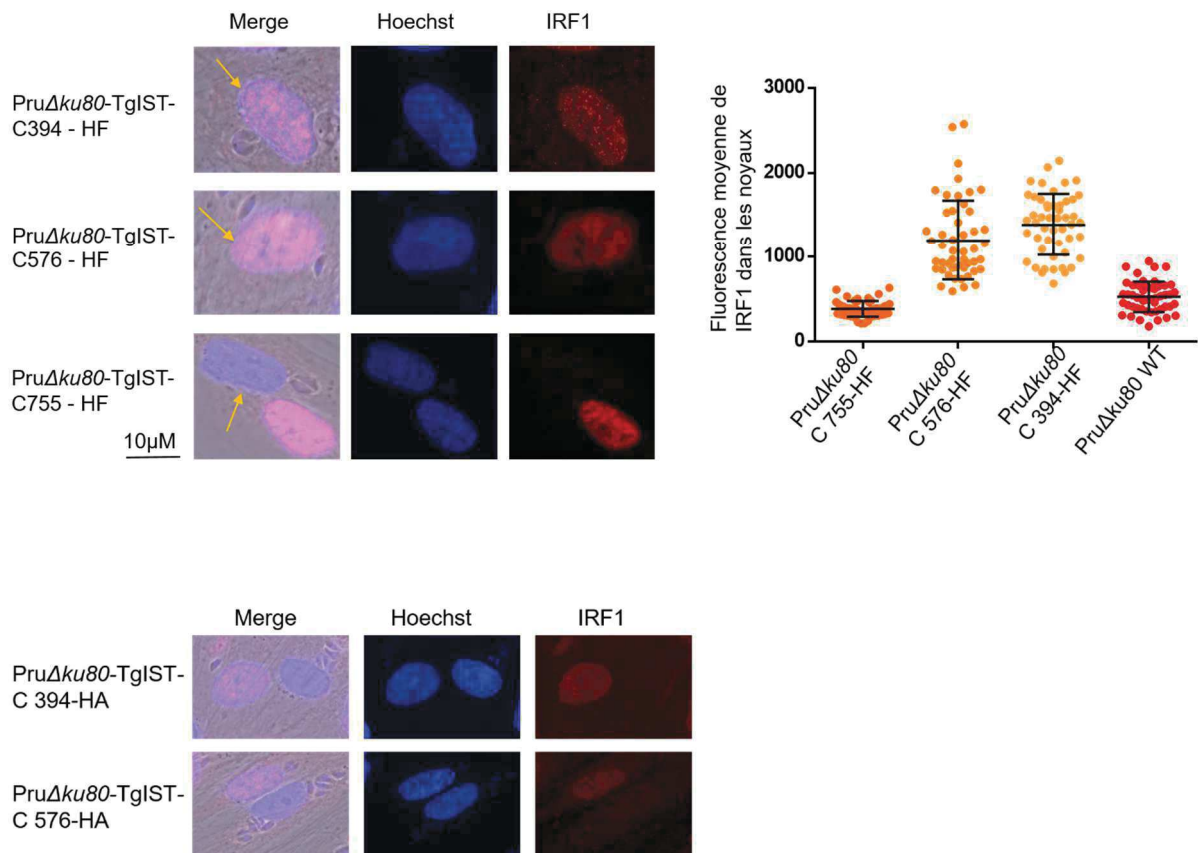 Merge Hoechst IRF1
PruΔku80-TgIST-
C394 - HF
PruΔku80-TgIST-
C576 - HF
PruΔku80-TgIST-
C755 - HF
10µM
Fluorescence moyenne de
IRF1 dans les noyaux
3000
2000
1000
0
PruΔku80
C 755-HF
PruΔku80
C 576-HF
PruΔku80
C 394-HF
PruΔku80 WT
Merge Hoechst IRF1
PruΔku80-TgIST-
C 394-HA
PruΔku80-TgIST-
C 576-HA